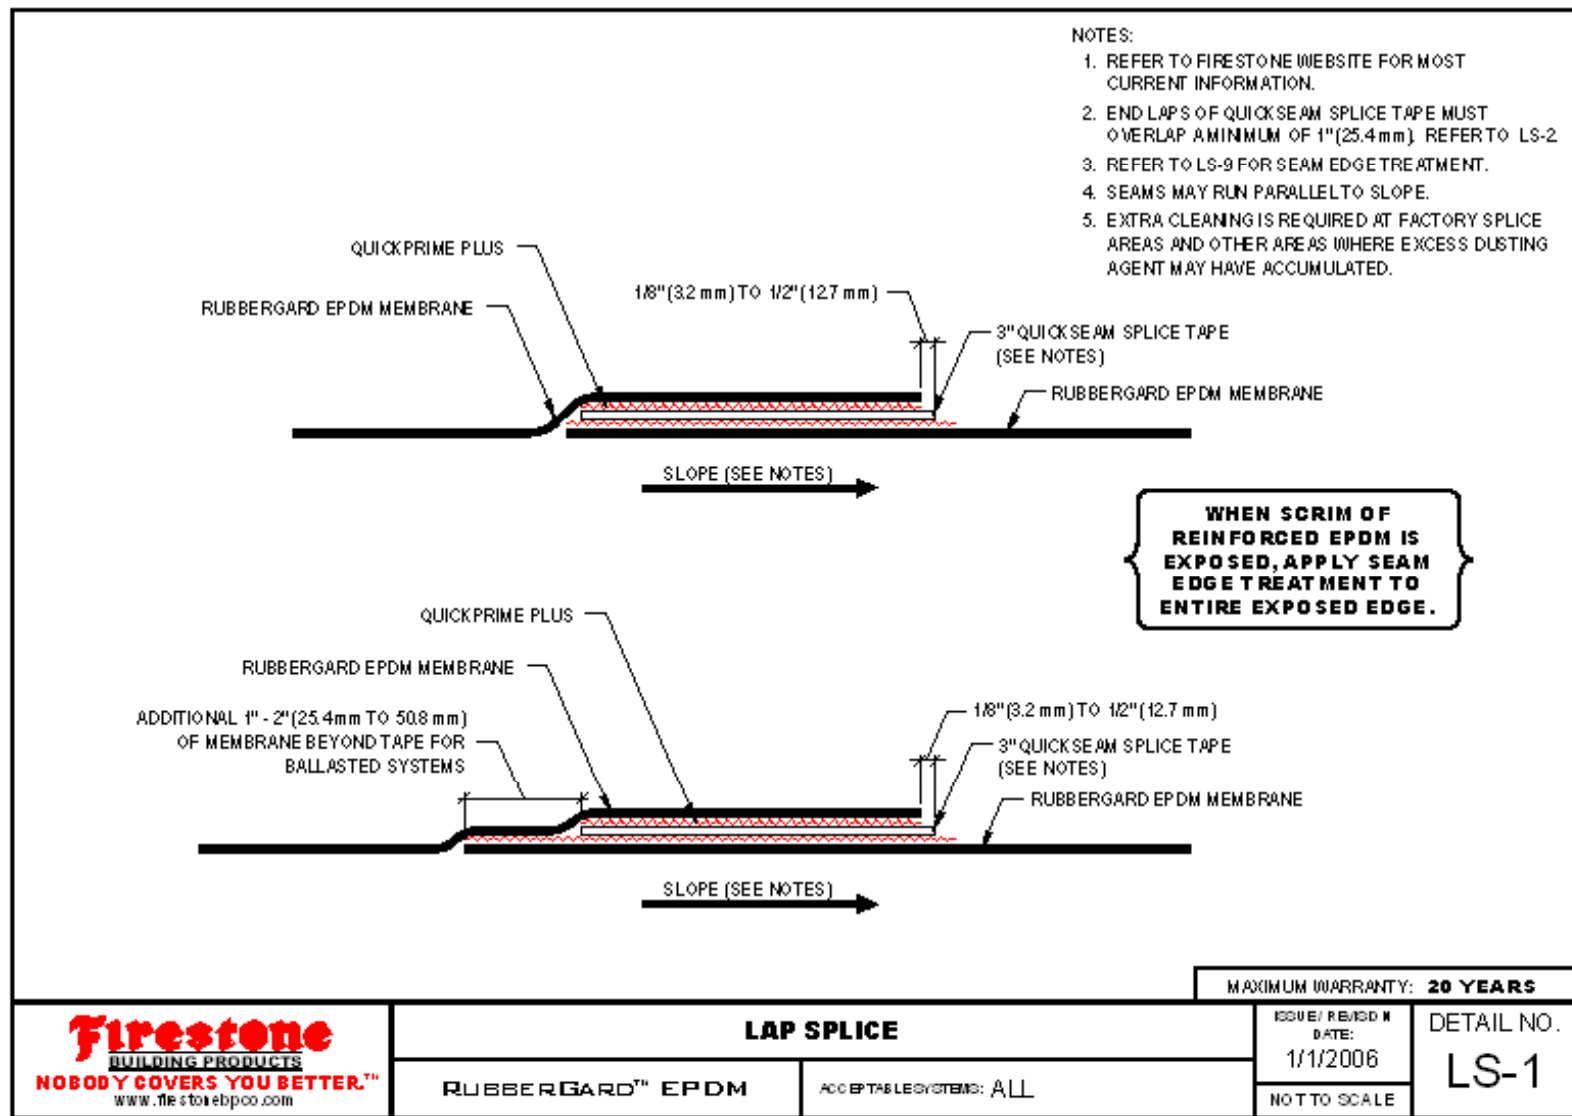 NOTES:
1. REFER TO FIRESTONE WEBSITE FOR MOST
CURRENT INFORMATION.
2. END LAPS OF QUICKSEAM SPLICE TAPE MUST
OVERLAP A MINIMUM OF 1" (25.4 mm). REFER TO LS-2
3. REFER TO LS-9 FOR SEAM EDGE TREATMENT.
4. SEAMS MAY RUN PARALLEL TO SLOPE.
5. EXTRA CLEANING IS REQUIRED AT FACTORY SPLICE
AREAS AND OTHER AREAS WHERE EXCESS DUSTING
AGENT MAY HAVE ACCUMULATED.
QUICKPRIME PLUS
RUBBERGARD EPDM MEMBRANE
1/8" (3.2 mm) TO 1/2" (12.7 mm)
3" QUICKSEAM SPLICE TAPE
(SEE NOTES)
RUBBERGARD EPDM MEMBRANE
SLOPE (SEE NOTES)
WHEN SCRIM OF
REINFORCED EPDM IS
EXPOSED, APPLY SEAM
EDGE TREATMENT TO
ENTIRE EXPOSED EDGE.
QUICKPRIME PLUS
RUBBERGARD EPDM MEMBRANE
ADDITIONAL 1" - 2" (25.4mm TO 50.8 mm)
OF MEMBRANE BEYOND TAPE FOR
BALLASTED SYSTEMS
1/8" (3.2 mm) TO 1/2" (12.7 mm)
3" QUICKSEAM SPLICE TAPE
(SEE NOTES)
RUBBERGARD EPDM MEMBRANE
SLOPE (SEE NOTES)
MAXIMUM WARRANTY: 20 YEARS
Firestone
BUILDING PRODUCTS
NOBODY COVERS YOU BETTER.™
www.firestonebpco.com
LAP SPLICE
RUBBERGARD™ EPDM
ACCEPTABLE SYSTEMS: ALL
ISSUE / REVISION
DATE:
1/1/2006
NOT TO SCALE
DETAIL NO.
LS-1